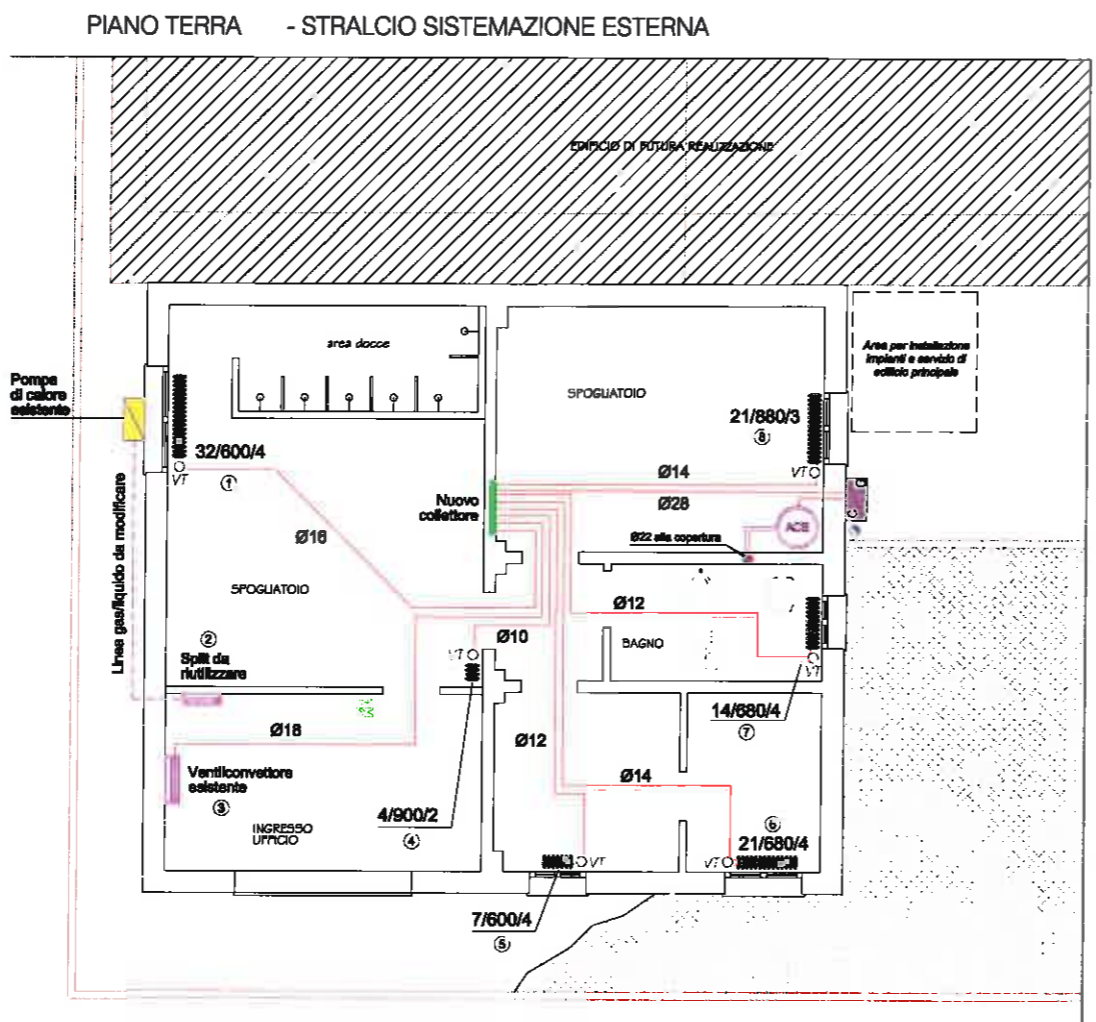 PIANO TERRA - STRALCIO SISTEMAZIONE ESTERNA
EDIFICIO DI FUTURA REALIZZAZIONE
area docce
Area per installazione
impianti a servizio di
edificio principale
Pompa
di calore
esistente
SPOGLIATOIO
21/880/3
8
32/600/4
VT
1
Ø14
VT
Nuovo
collettore
Ø28
C
G
ACS
Ø16
Ø22 alla copertura
Linea gas/liquido da modificare
SPOGLIATOIO
Ø12
2
Split da
riutilizzare
Ø10
VT
BAGNO
VT
14/680/4
7
Ø18
Ø12
Ventilconvettore
esistente
3
Ø14
4/900/2
4
INGRESSO
UFFICIO
6
21/680/4
VT
VT
7/600/4
5